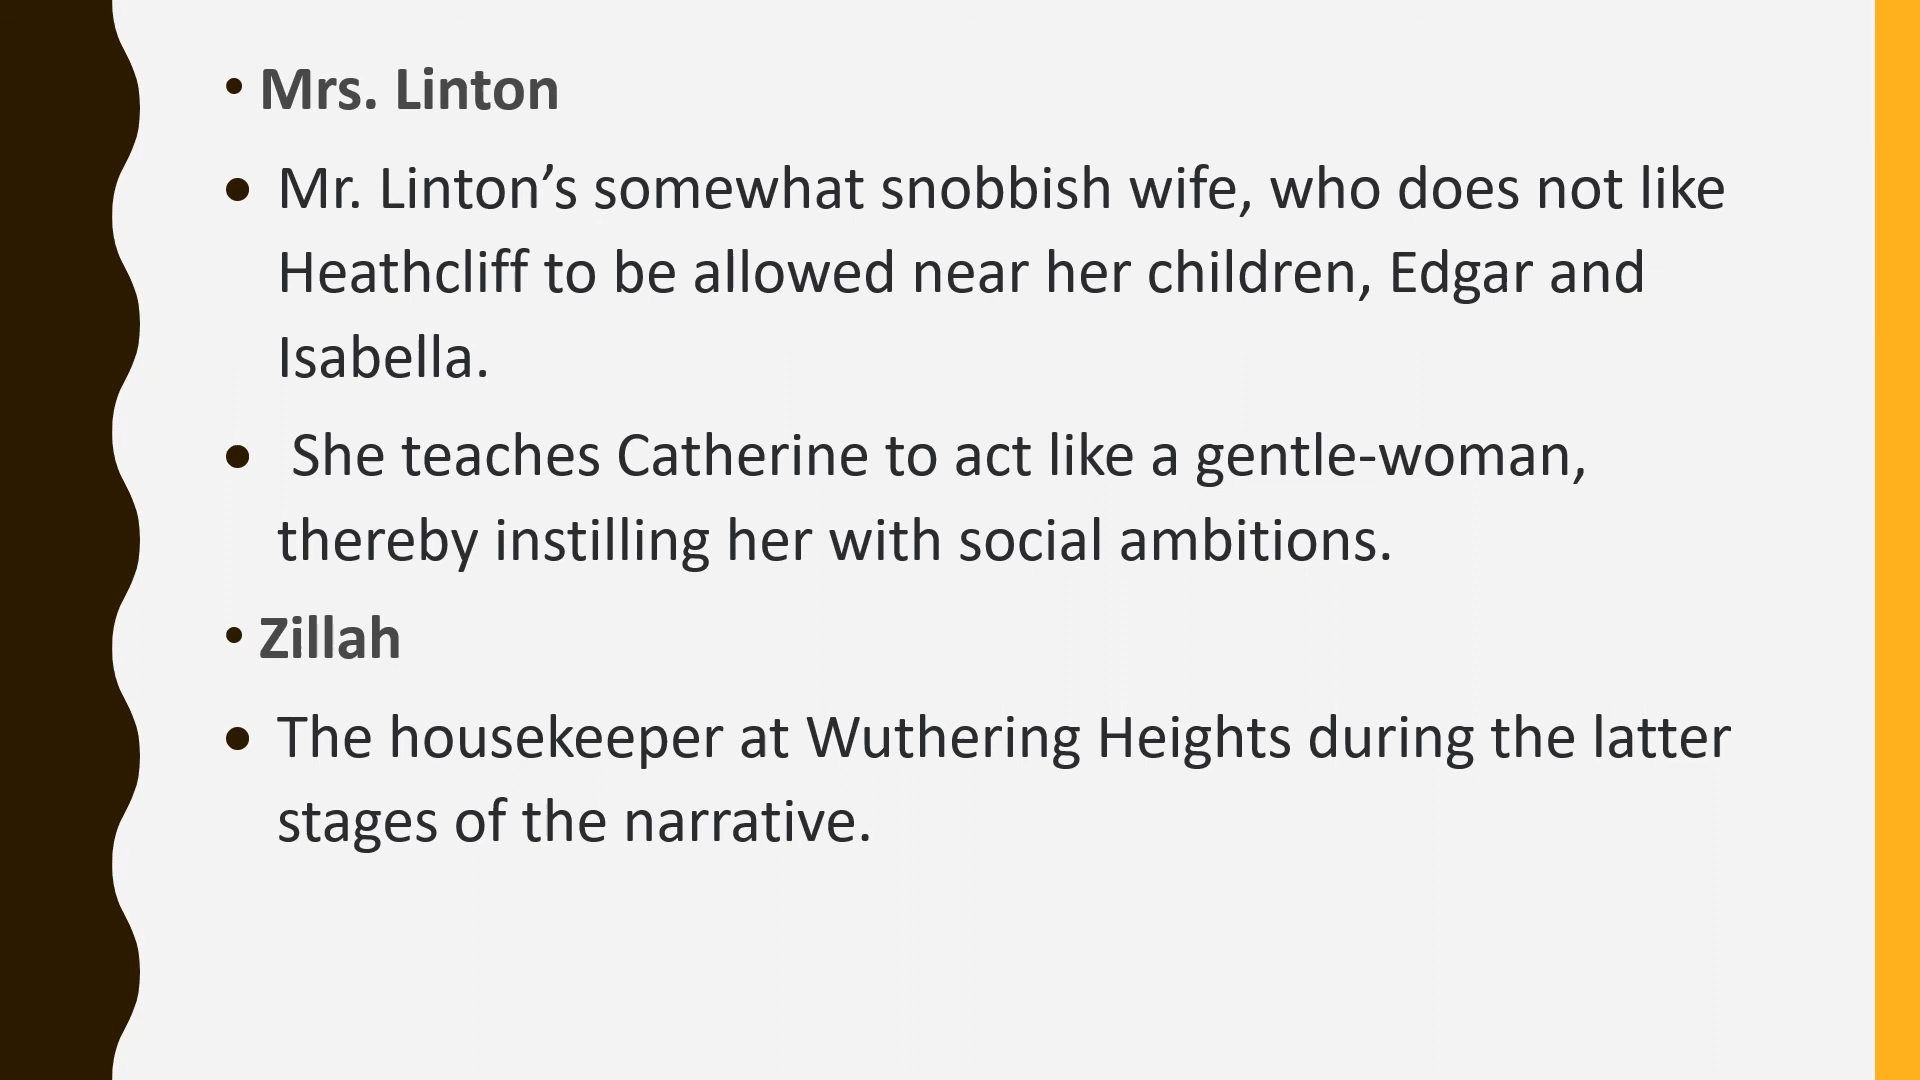 • Mrs. Linton
• Mr. Linton’s somewhat snobbish wife, who does not like
Heathcliff to be allowed near her children, Edgar and
Isabella.
• She teaches Catherine to act like a gentle-woman,
thereby instilling her with social ambitions.
• Zillah
• The housekeeper at Wuthering Heights during the latter
stages of the narrative.